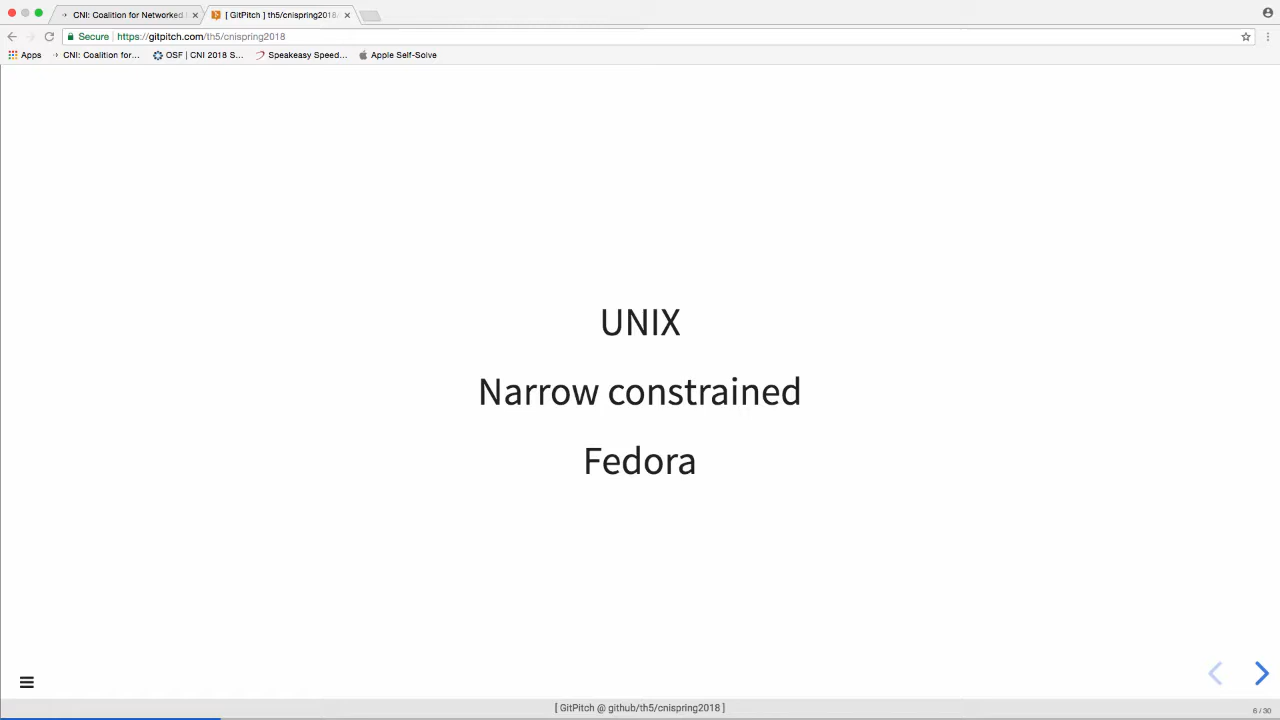 CNI: Coalition for Networked
[ GitPitch ] th5/cnispring2018
Secure https://gitpitch.com/th5/cnispring2018
Apps CNI: Coalition for... OSF | CNI 2018 S... Speakeasy Speed... Apple Self-Solve
UNIX
Narrow constrained
Fedora
[ GitPitch @ github/th5/cnispring2018 ]
6 / 30